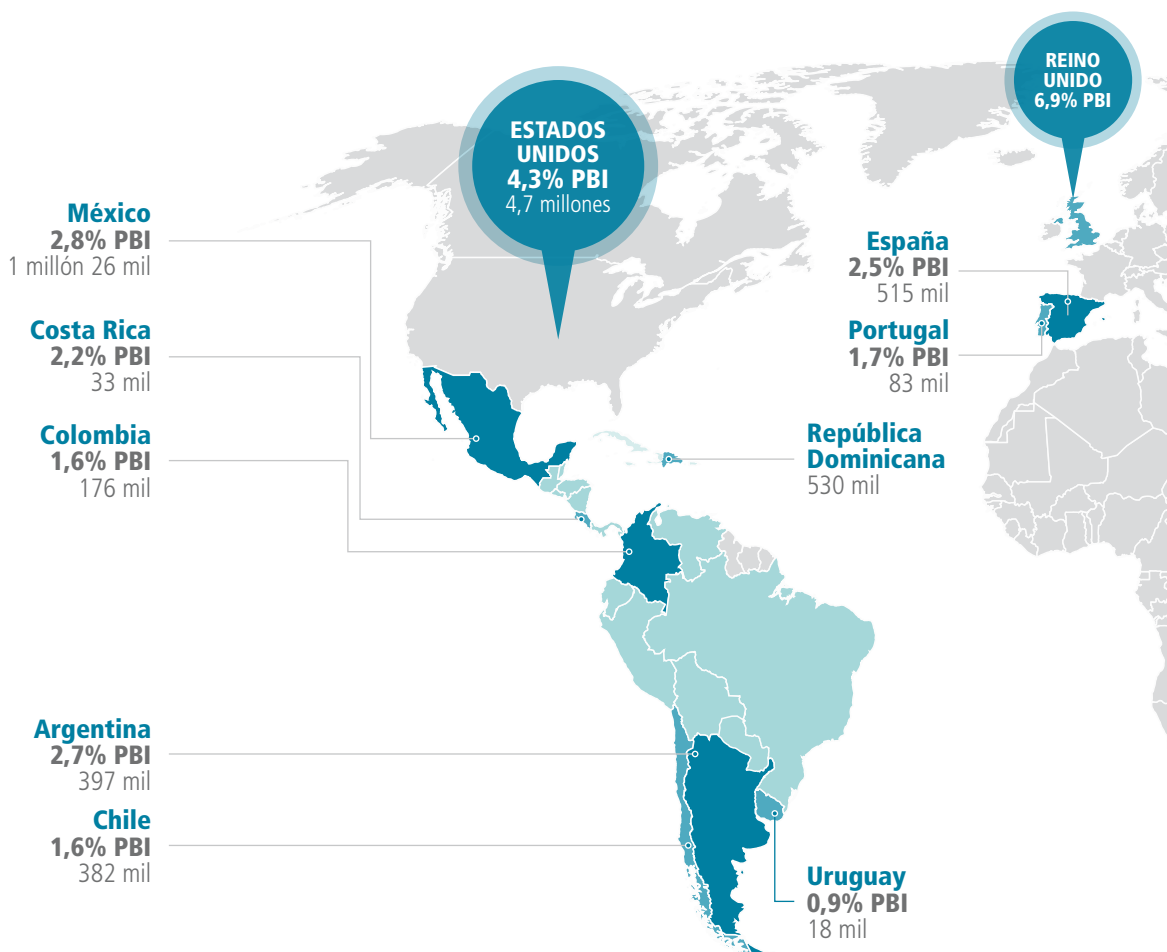 REINO
UNIDO
6,9% PBI
ESTADOS
UNIDOS
4,3% PBI
4,7 millones
México
2,8% PBI
1 millón 26 mil
Costa Rica
2,2% PBI
33 mil
Colombia
1,6% PBI
176 mil
España
2,5% PBI
515 mil
Portugal
1,7% PBI
83 mil
República
Dominicana
530 mil
Argentina
2,7% PBI
397 mil
Chile
1,6% PBI
382 mil
Uruguay
0,9% PBI
18 mil